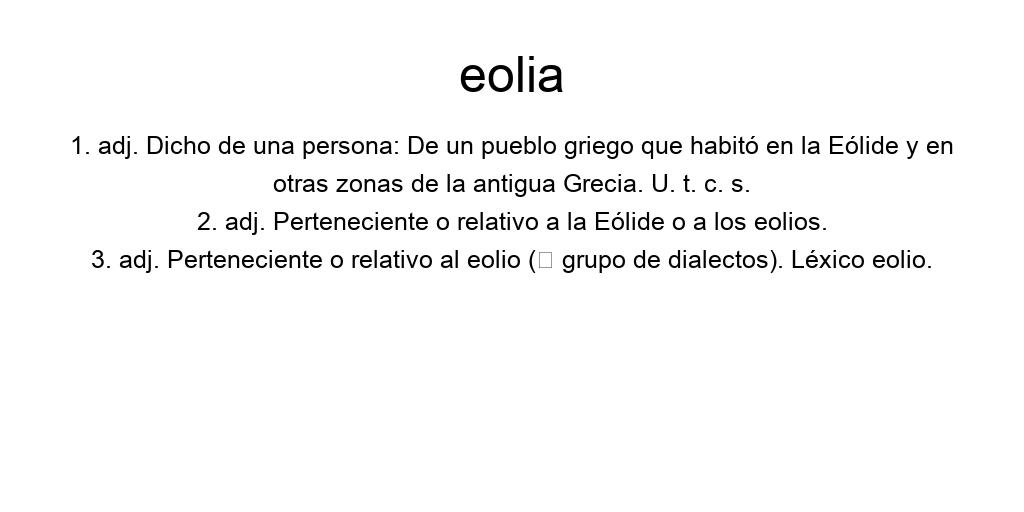 eolia
1. adj. Dicho de una persona: De un pueblo griego que habitó en la Eólide y en
otras zonas de la antigua Grecia. U. t. c. s.
2. adj. Perteneciente o relativo a la Eólide o a los eolios.
3. adj. Perteneciente o relativo al eolio (□ grupo de dialectos). Léxico eolio.